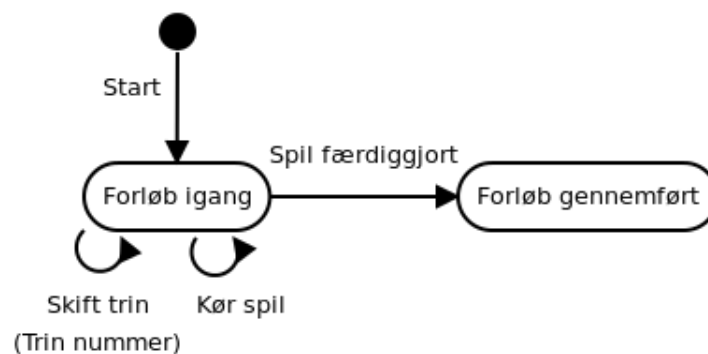 Start
Spil færdiggjort
Forløb igang
Forløb gennemført
Skift trin
(Trin nummer)
Kør spil